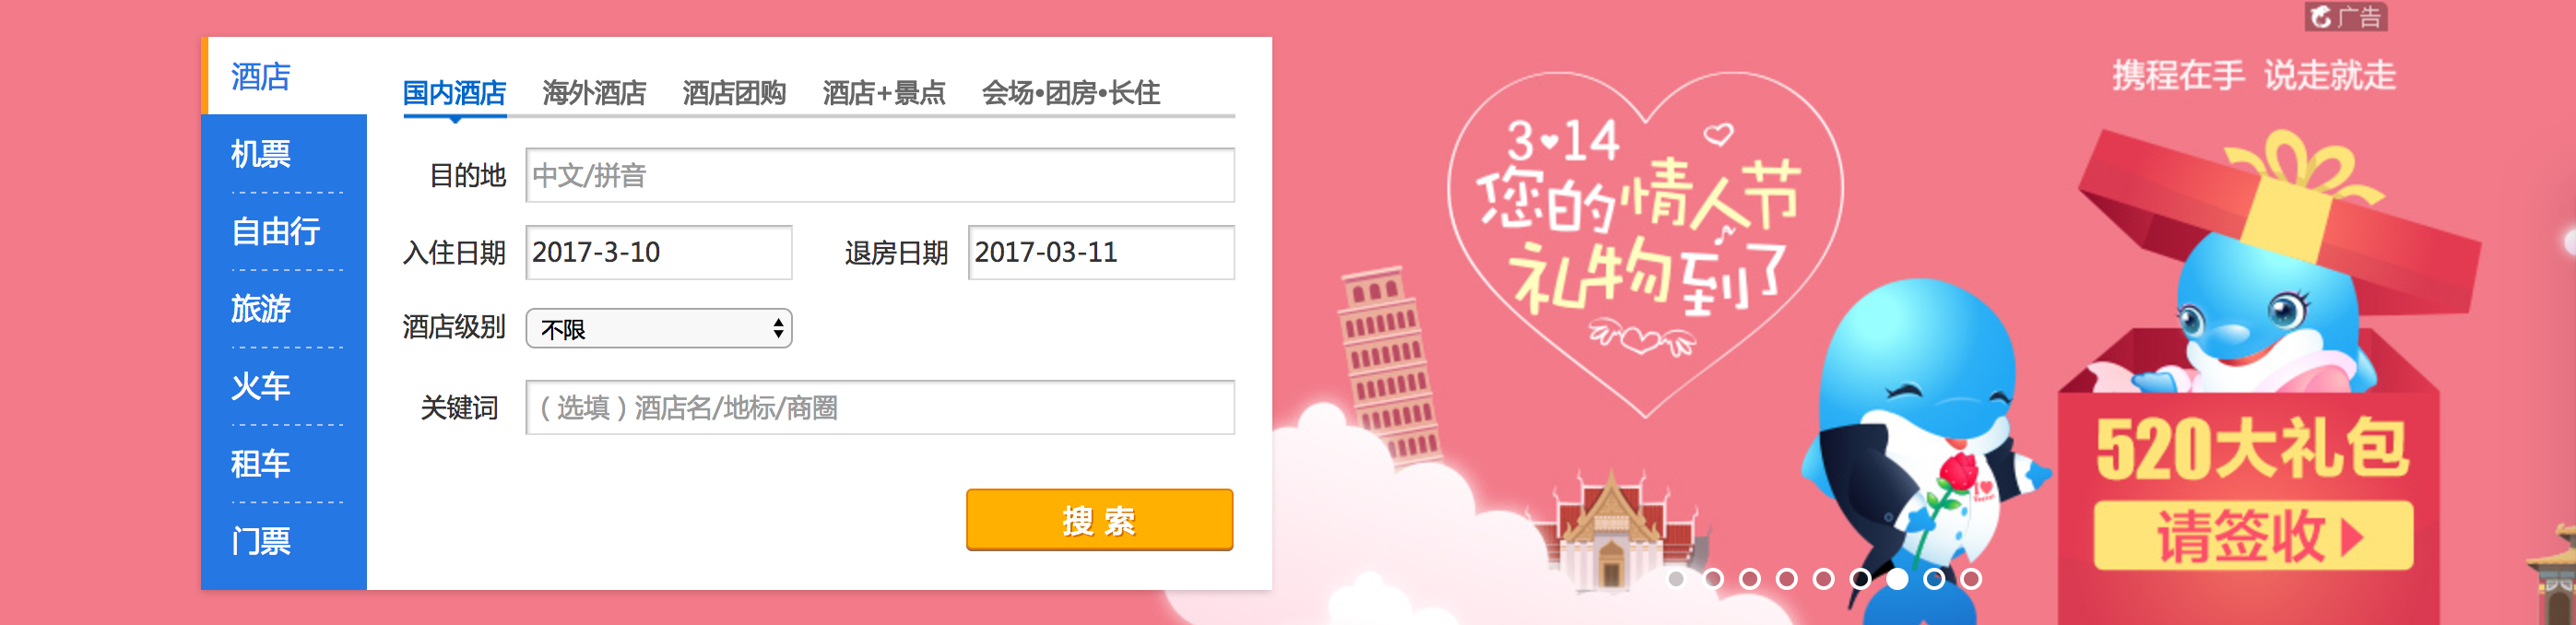 酒店
机票
自由行
旅游
火车
租车
门票
国内酒店 海外酒店 酒店团购 酒店+景点 会场•团房•长住
目的地 中文/拼音
入住日期 2017-3-10 退房日期 2017-03-11
酒店级别 不限
关键词 （选填）酒店名/地标/商圈
搜 索
3♥14
您的情人节
礼物到了
广告
携程在手 说走就走
520大礼包
请签收